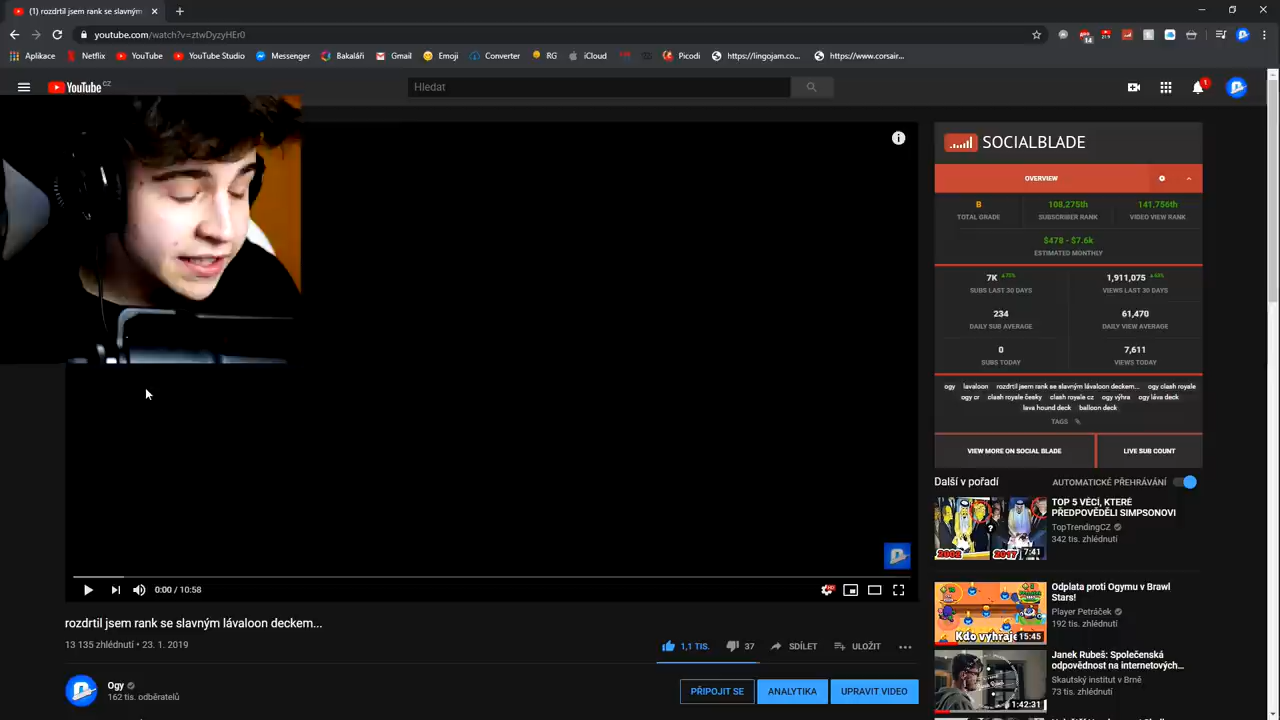 (1) rozdrtil jsem rank se slavným
youtube.com/watch?v=ztwDyzyHEr0
14
Aplikace Netflix YouTube YouTube Studio Messenger Bakaláři Gmail Emoji Converter RG iCloud Picodi https://lingojam.co... https://www.corsair...
YouTube CZ
Hledat
1
SOCIALBLADE
OVERVIEW
B 108,275th 141,756th
TOTAL GRADE SUBSCRIBER RANK VIDEO VIEW RANK
$478 - $7.6k
ESTIMATED MONTHLY
7K 1,911,075
SUBS LAST 30 DAYS VIEWS LAST 30 DAYS
234 61,470
DAILY SUB AVERAGE DAILY VIEW AVERAGE
0 7,611
SUBS TODAY VIEWS TODAY
ogy lavaloon rozdrtil jsem rank se slavným lávaloon deckem... ogy clash royale
ogy cr clash royale česky clash royale cz ogy výhra ogy láva deck
lava hound deck balloon deck
TAGS
VIEW MORE ON SOCIAL BLADE LIVE SUB COUNT
Další v pořadí AUTOMATICKÉ PŘEHRÁVÁNÍ
TOP 5 VĚCÍ, KTERÉ
PŘEDPOVĚDĚLI SIMPSONOVI
TopTrendingCZ
342 tis. zhlédnutí
2002 2017 7:41
Odplata proti Ogymu v Brawl
Stars!
Player Petráček
192 tis. zhlédnutí
Kdo vyhraje 15:45
Janek Rubeš: Společenská
odpovědnost na internetových...
Skautský institut v Brně
73 tis. zhlédnutí
1:42:31
0:00 / 10:58
HD
rozdrtil jsem rank se slavným lávaloon deckem...
13 135 zhlédnutí • 23. 1. 2019
1,1 TIS. 37 SDÍLET ULOŽIT
Ogy
162 tis. odběratelů
PŘIPOJIT SE ANALYTIKA UPRAVIT VIDEO